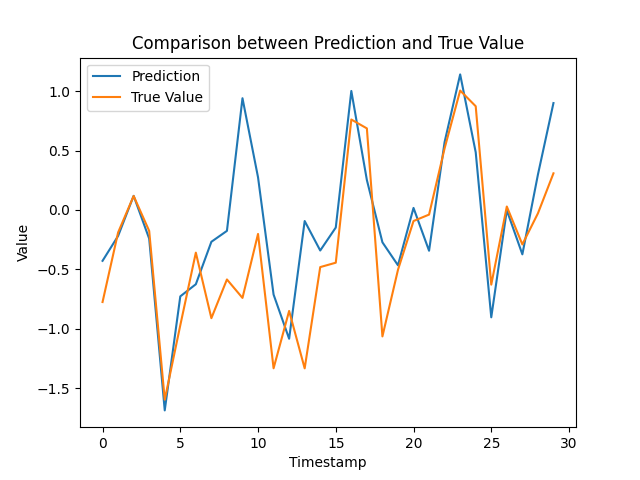 Comparison between Prediction and True Value
Prediction
True Value
1.0
0.5
0.0
−0.5
−1.0
−1.5
Value
0 5 10 15 20 25 30
Timestamp